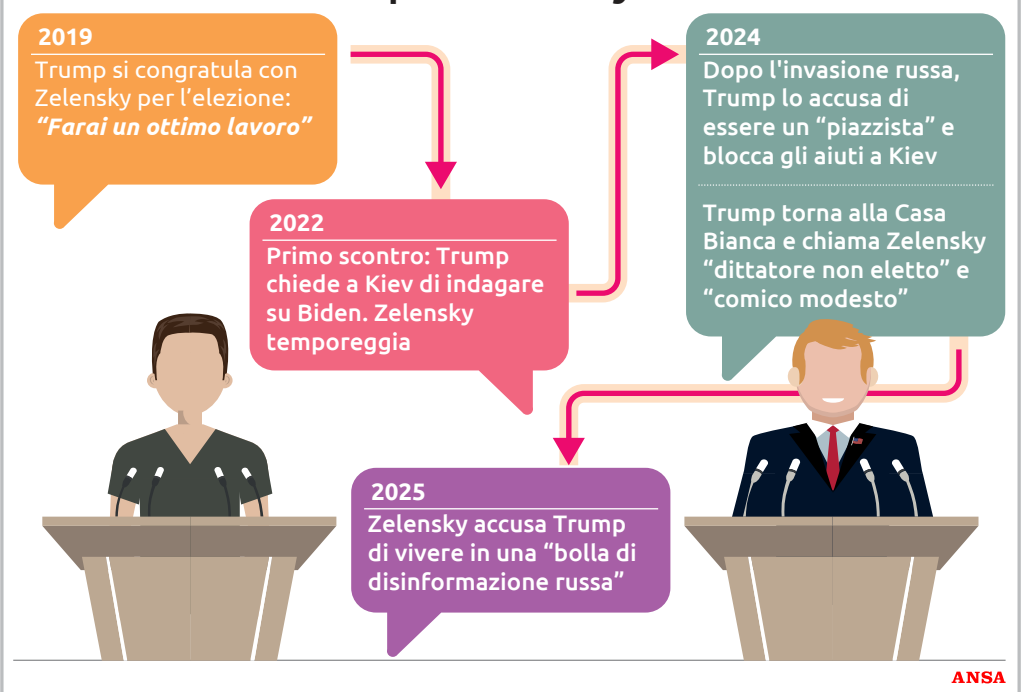 2019
Trump si congratula con
Zelensky per l’elezione:
“Farai un ottimo lavoro”
2022
Primo scontro: Trump
chiede a Kiev di indagare
su Biden. Zelensky
temporeggia
2024
Dopo l'invasione russa,
Trump lo accusa di
essere un “piazzista” e
blocca gli aiuti a Kiev
Trump torna alla Casa
Bianca e chiama Zelensky
“dittatore non eletto” e
“comico modesto”
2025
Zelensky accusa Trump
di vivere in una “bolla di
disinformazione russa”
ANSA